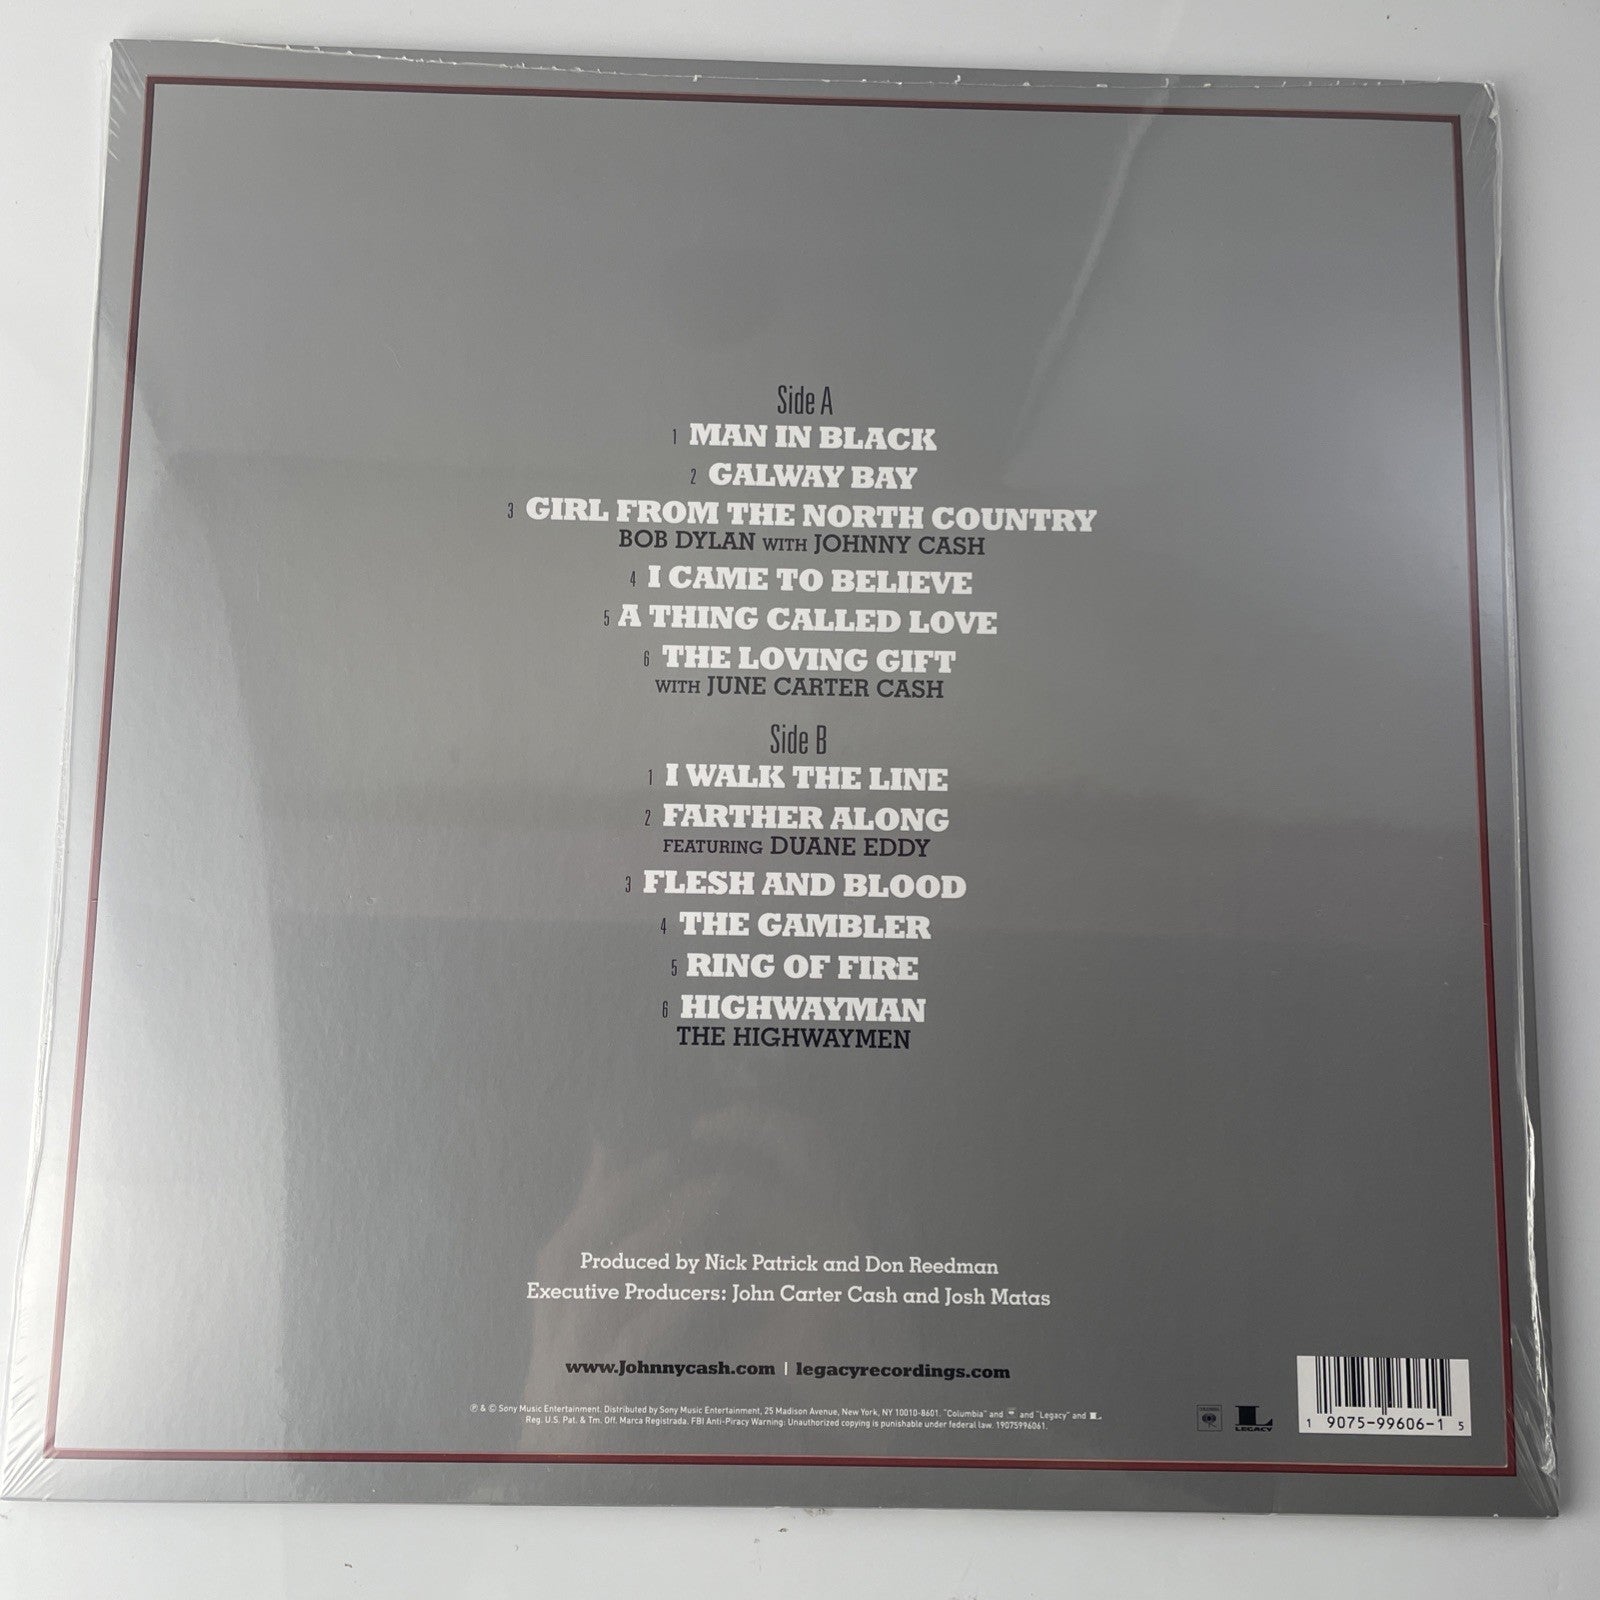 Side A
1 MAN IN BLACK
2 GALWAY BAY
3 GIRL FROM THE NORTH COUNTRY
BOB DYLAN WITH JOHNNY CASH
4 I CAME TO BELIEVE
5 A THING CALLED LOVE
6 THE LOVING GIFT
WITH JUNE CARTER CASH
Side B
1 I WALK THE LINE
2 FARTHER ALONG
FEATURING DUANE EDDY
3 FLESH AND BLOOD
4 THE GAMBLER
5 RING OF FIRE
6 HIGHWAYMAN
THE HIGHWAYMEN
Produced by Nick Patrick and Don Reedman
Executive Producers: John Carter Cash and Josh Matas
www.Johnnycash.com | legacyrecordings.com
℗ & © Sony Music Entertainment. Distributed by Sony Music Entertainment, 25 Madison Avenue, New York, NY 10010-8601. "Columbia" and and "Legacy" and L
Reg. U.S. Pat. & Tm. Off. Marca Registrada. FBI Anti-Piracy Warning: Unauthorized copying is punishable under federal law. 19075996061.
L
LEGACY
1 9075-99606-1 5